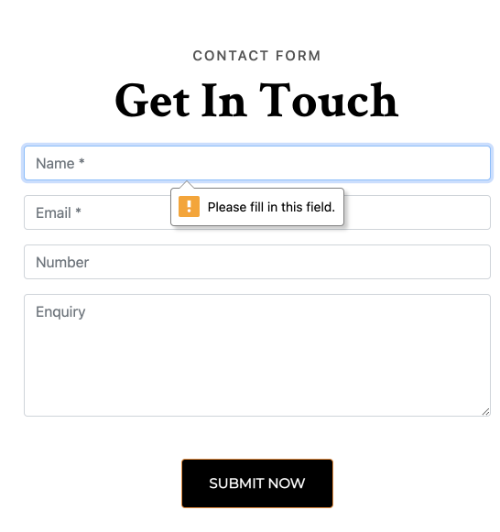 CONTACT FORM
Get In Touch
Name *
Please fill in this field.
Email *
Number
Enquiry
SUBMIT NOW